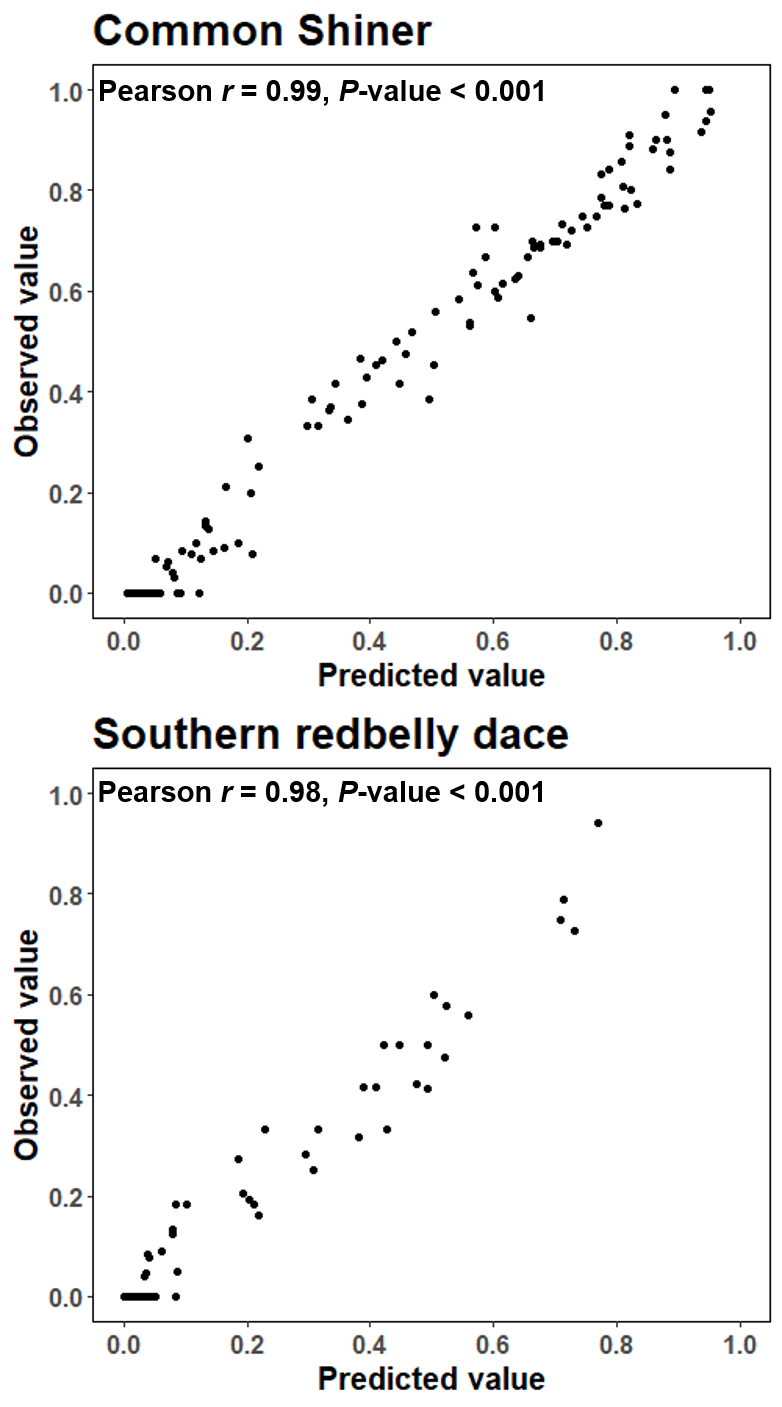 Common Shiner
Pearson r = 0.99, P-value < 0.001
1.0
0.8
0.6
0.4
0.2
0.0
Observed value
0.0 0.2 0.4 0.6 0.8 1.0
Predicted value
Southern redbelly dace
Pearson r = 0.98, P-value < 0.001
1.0
0.8
0.6
0.4
0.2
0.0
Observed value
0.0 0.2 0.4 0.6 0.8 1.0
Predicted value